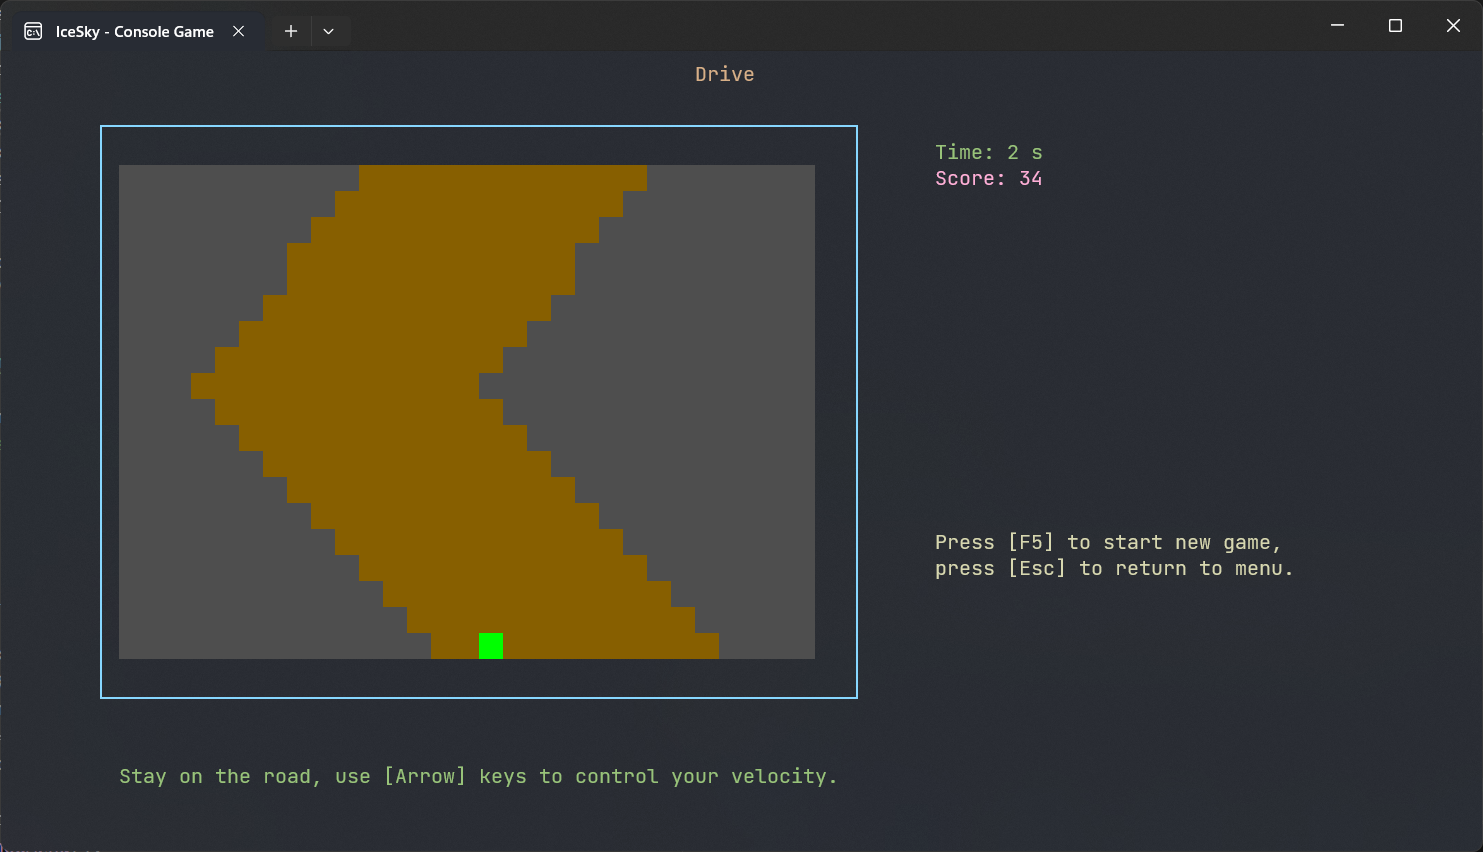 IceSky - Console Game
Drive
Time: 2 s
Score: 34
Press [F5] to start new game,
press [Esc] to return to menu.
Stay on the road, use [Arrow] keys to control your velocity.